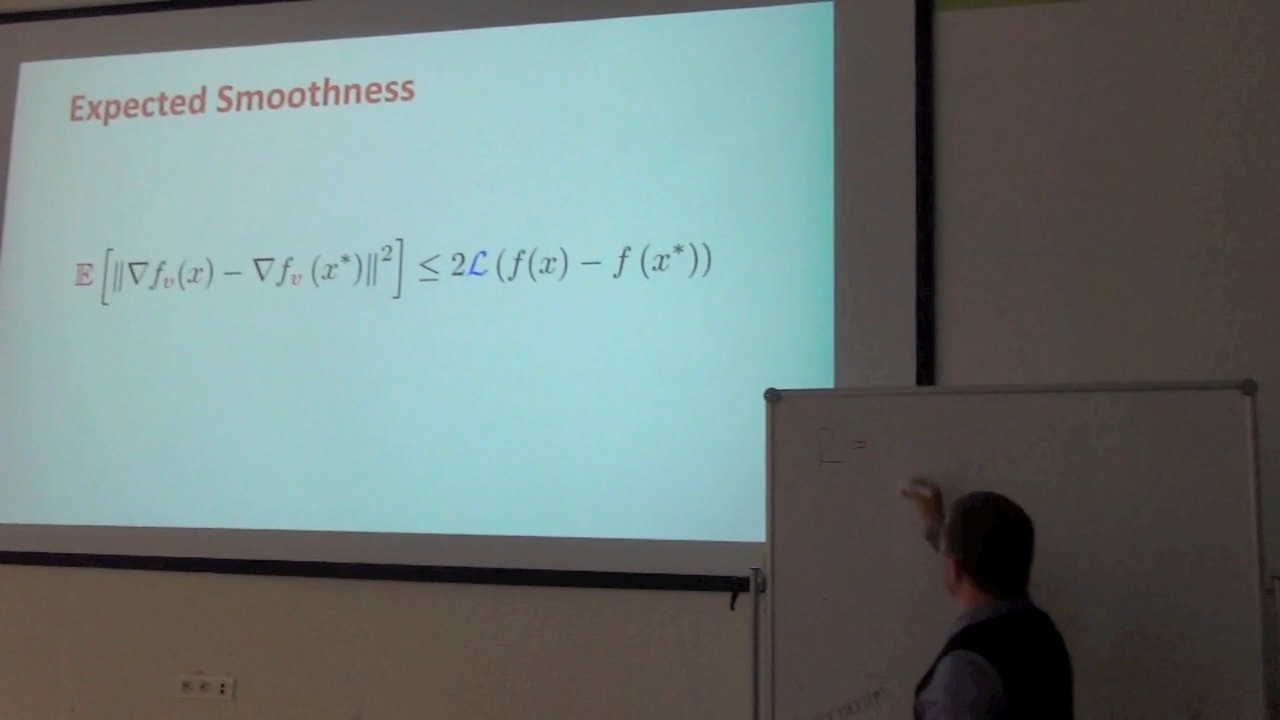 Expected Smoothness
𝔼 [‖∇f_v(x) − ∇f_v (x*)‖²] ≤ 2ℒ (f(x) − f (x*))
ℒ =